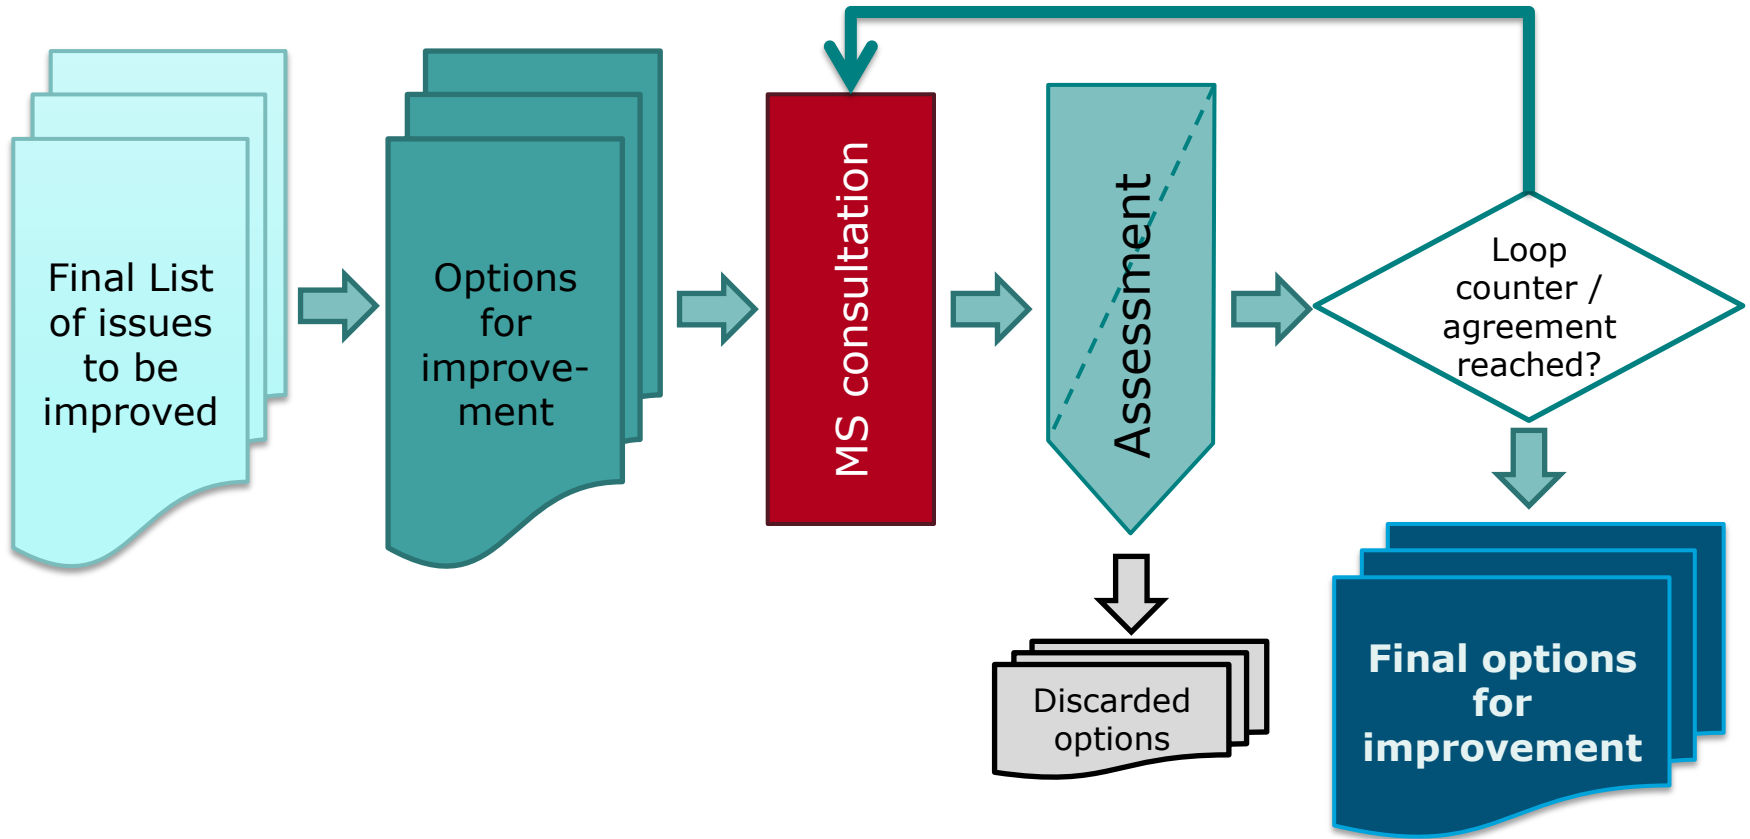 Final List
of issues
to be
improved
Options
for
improve-
ment
MS consultation
Assessment
Loop
counter /
agreement
reached?
Discarded
options
Final options
for
improvement